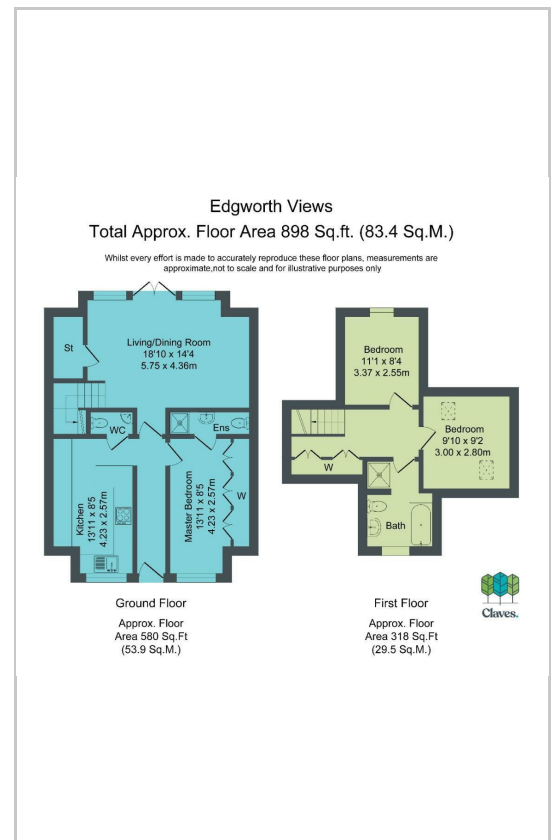 Edgworth Views
Total Approx. Floor Area 898 Sq.ft. (83.4 Sq.M.)
Whilst every effort is made to accurately reproduce these floor plans, measurements are
approximate,not to scale and for illustrative purposes only
St
Living/Dining Room
18'10 x 14'4
5.75 x 4.36m
WC
Ens
Kitchen
13'11 x 8'5
4.23 x 2.57m
Master Bedroom
13'11 x 8'5
4.23 x 2.57m
W
Ground Floor
Approx. Floor
Area 580 Sq.Ft
(53.9 Sq.M.)
Bedroom
11'1 x 8'4
3.37 x 2.55m
Bedroom
9'10 x 9'2
3.00 x 2.80m
W
Bath
First Floor
Approx. Floor
Area 318 Sq.Ft
(29.5 Sq.M.)
Claves.